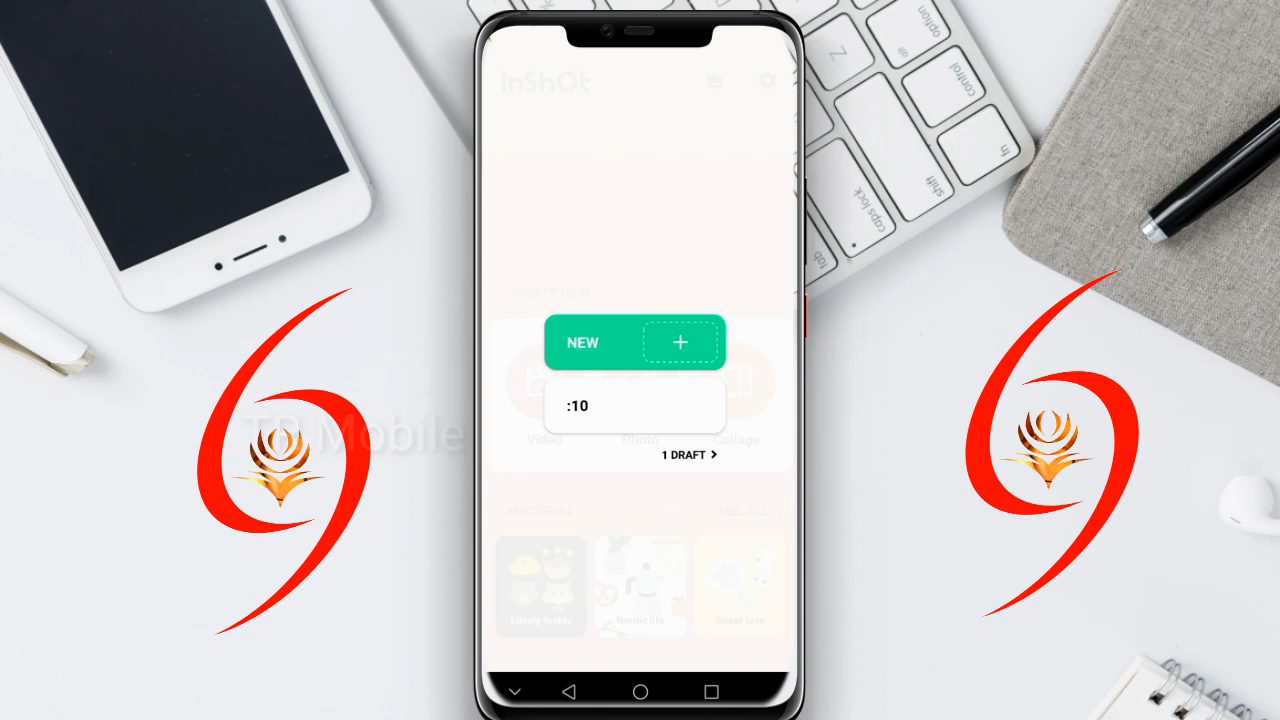 InShOt
CREATE NEW
NEW
:10
Video
Photo
Collage
1 DRAFT
MATERIAL
SEE ALL
Lovely buddy
Nordic life
Sweet love
TP Mobile
Z
option
alt
control
fn
shift
caps lock
tab